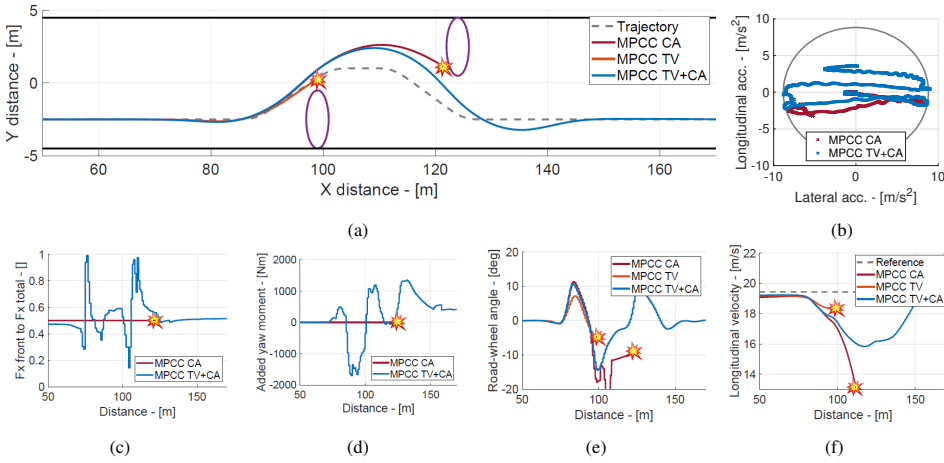 5
0
-5
Y distance - [m]
Trajectory
MPCC CA
MPCC TV
MPCC TV+CA
60
80
100
120
140
160
X distance - [m]
(a)
10
5
0
-5
-10
Longitudinal acc. - [m/s²]
MPCC CA
MPCC TV+CA
-10
0
10
Lateral acc. - [m/s²]
(b)
1
0.8
0.6
0.4
0.2
0
Fx front to Fx total - []
MPCC CA
MPCC TV+CA
50
100
150
Distance - [m]
(c)
2000
1000
0
-1000
-2000
Added yaw moment - [Nm]
MPCC CA
MPCC TV+CA
50
100
150
Distance - [m]
(d)
20
10
0
-10
-20
Road-wheel angle - [deg]
MPCC CA
MPCC TV
MPCC TV+CA
50
100
150
Distance - [m]
(e)
22
20
18
16
14
12
Longitudinal velocity - [m/s]
Reference
MPCC CA
MPCC TV
MPCC TV+CA
50
100
150
Distance - [m]
(f)